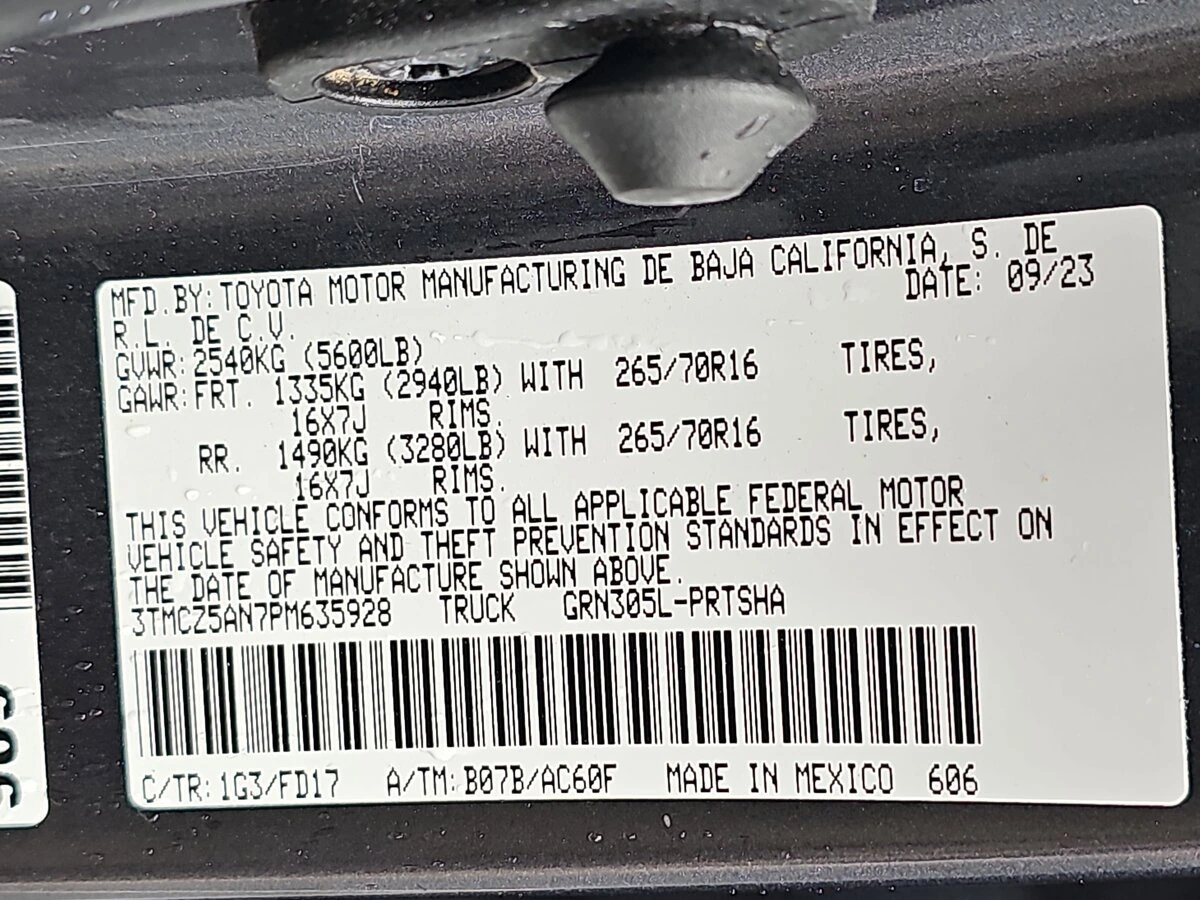 MFD.BY:TOYOTA MOTOR MANUFACTURING DE BAJA CALIFORNIA, S. DE
R.L. DE C.V. DATE: 09/23
GVWR:2540KG (5600LB)
GAWR:FRT. 1335KG (2940LB) WITH 265/70R16 TIRES,
16X7J RIMS.
RR. 1490KG (3280LB) WITH 265/70R16 TIRES,
16X7J RIMS.
THIS VEHICLE CONFORMS TO ALL APPLICABLE FEDERAL MOTOR
VEHICLE SAFETY AND THEFT PREVENTION STANDARDS IN EFFECT ON
THE DATE OF MANUFACTURE SHOWN ABOVE.
3TMCZ5AN7PM635928 TRUCK GRN305L-PRTSHA
C/TR:1G3/FD17 A/TM:B07B/AC60F MADE IN MEXICO 606